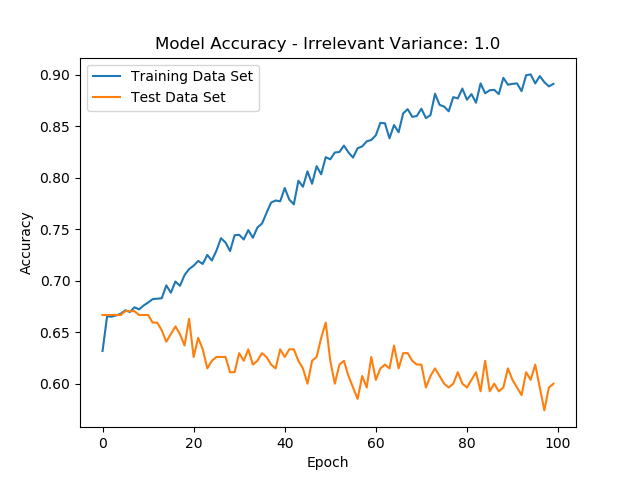 Model Accuracy - Irrelevant Variance: 1.0
Training Data Set
Test Data Set
0.90
0.85
0.80
0.75
0.70
0.65
0.60
Accuracy
0 20 40 60 80 100
Epoch